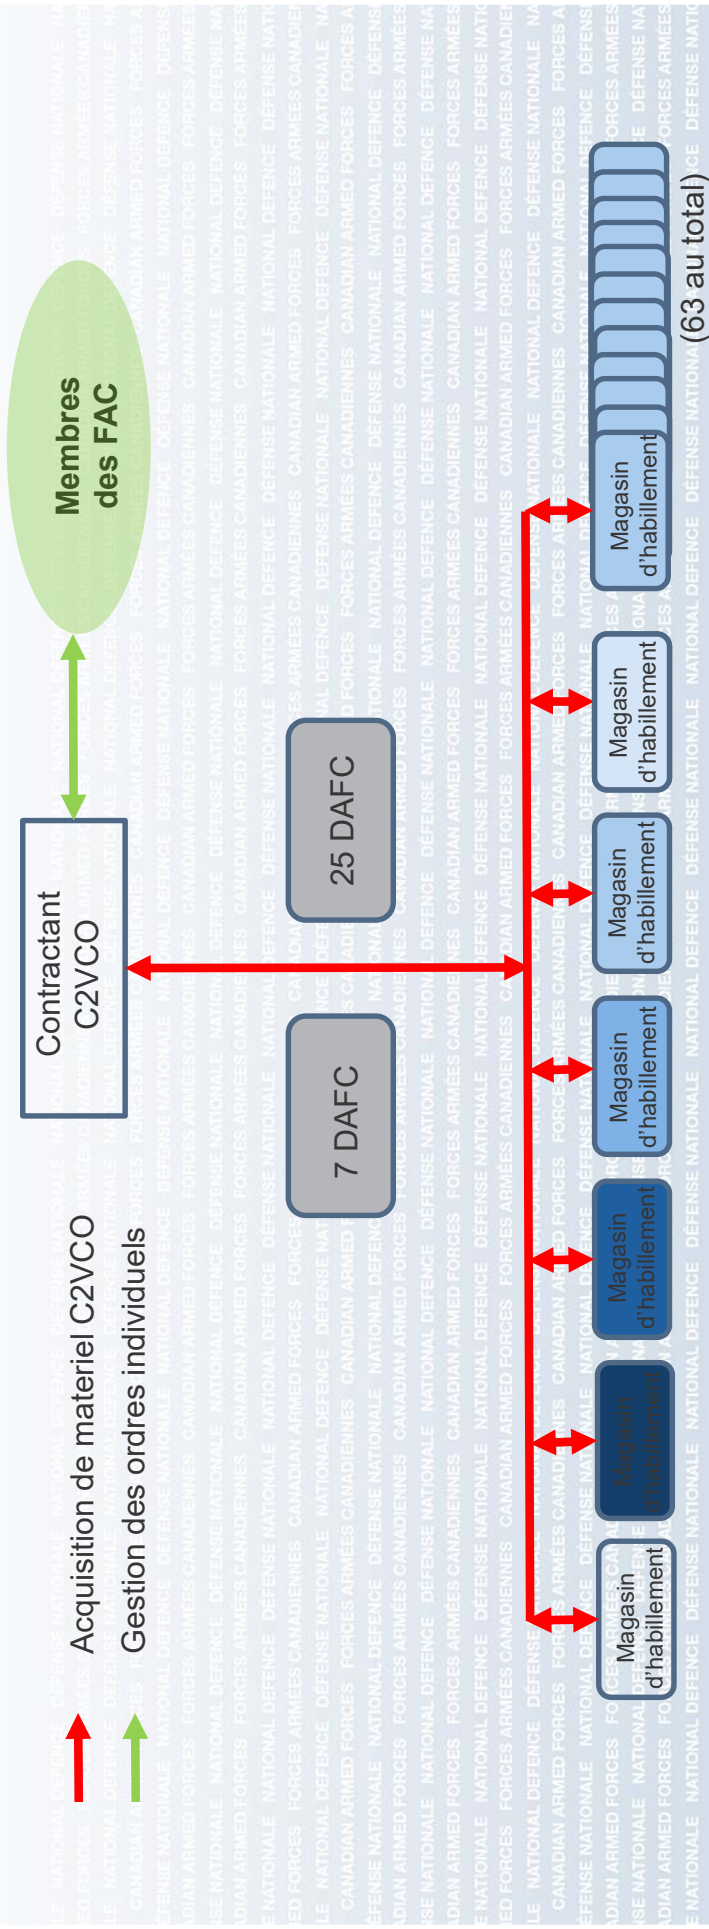 Acquisition de materiel C2VCO
Gestion des ordres individuels
Contractant
C2VCO
Membres
des FAC
7 DAFC
25 DAFC
Magasin
d'habillement
Magasin
d'habillement
Magasin
d'habillement
Magasin
d'habillement
Magasin
d'habillement
Magasin
d'habillement
Magasin
d'habillement
(63 au total)